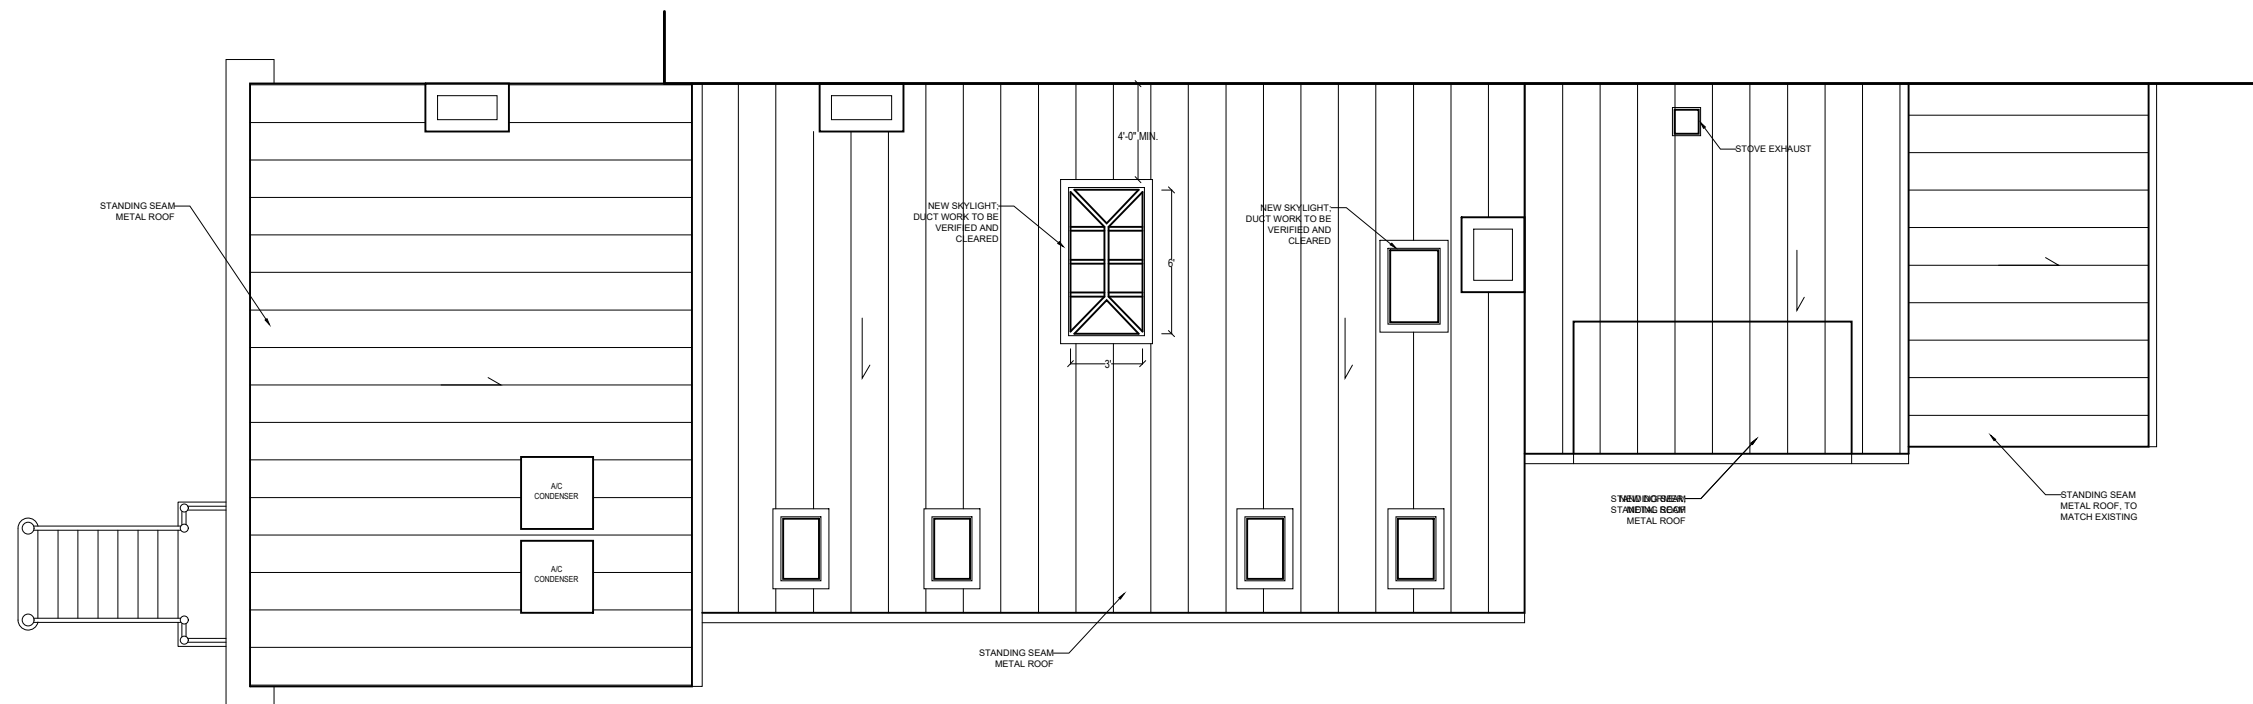 4'-0" MIN.
STOVE EXHAUST
STANDING SEAM
METAL ROOF
NEW SKYLIGHT;
DUCT WORK TO BE
VERIFIED AND
CLEARED
NEW SKYLIGHT;
DUCT WORK TO BE
VERIFIED AND
CLEARED
6'
3'
A/C
CONDENSER
A/C
CONDENSER
METAL ROOF
STANDING SEAM
METAL ROOF, TO
MATCH EXISTING
STANDING SEAM
METAL ROOF